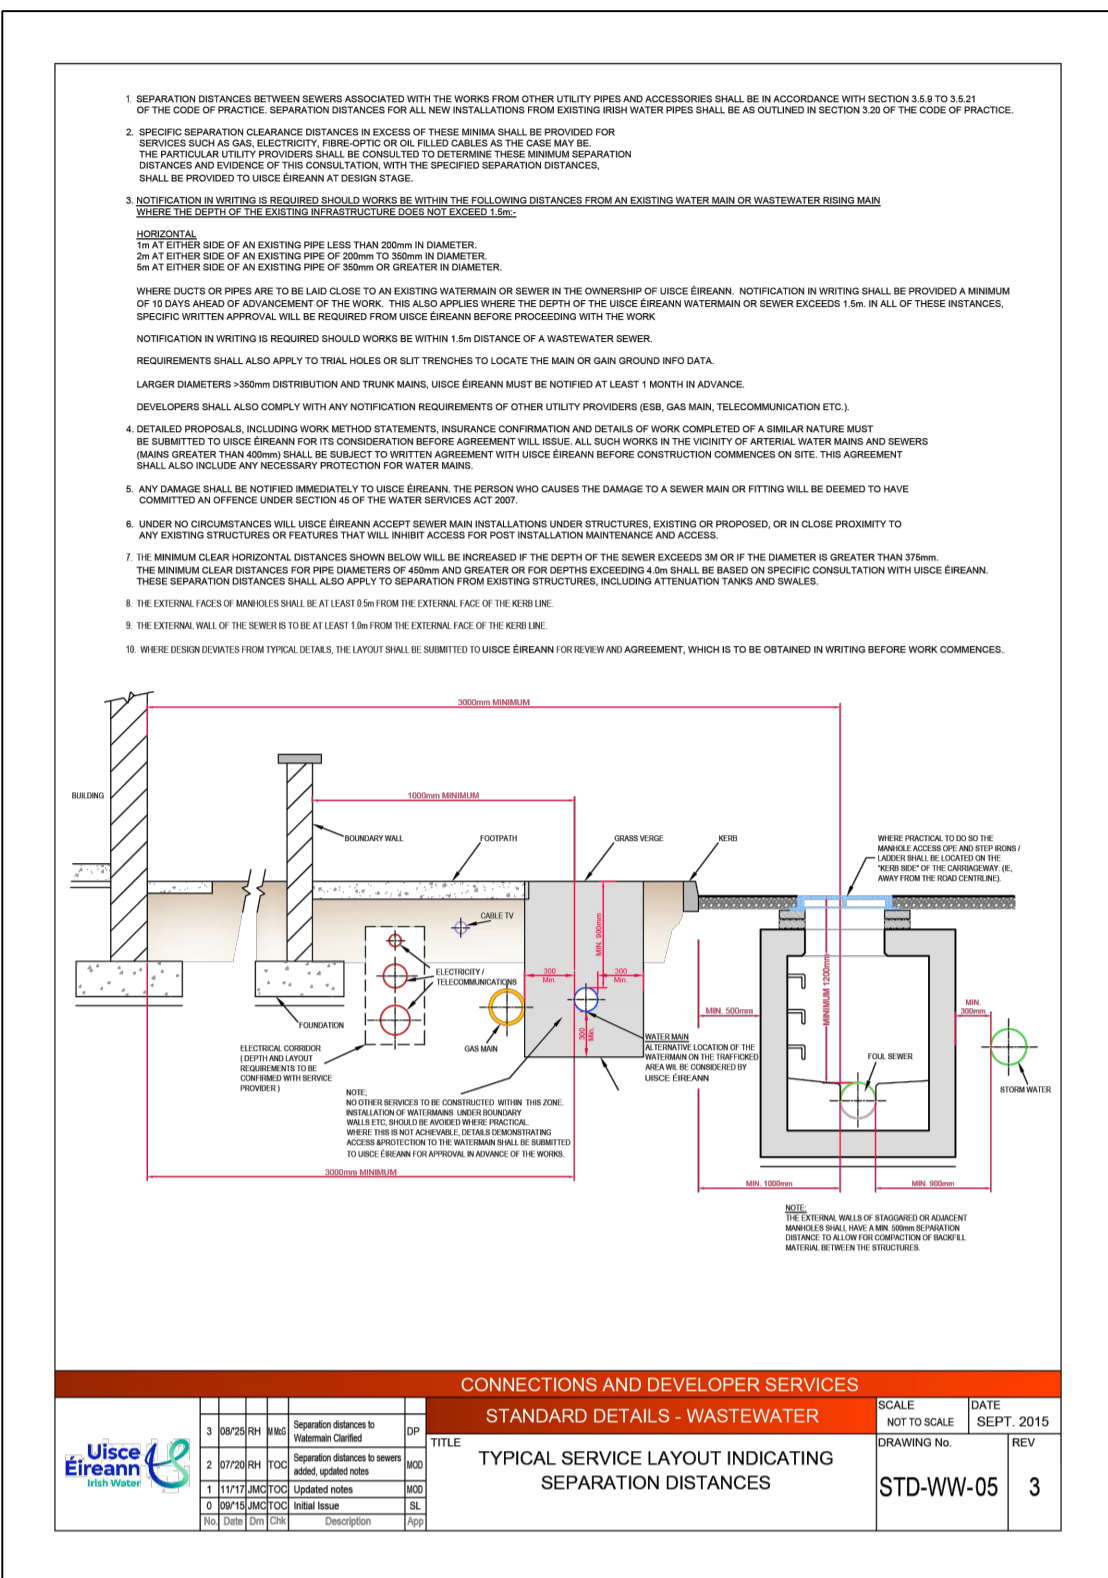 1. SEPARATION DISTANCES BETWEEN SEWERS ASSOCIATED WITH THE WORKS FROM OTHER UTILITY PIPES AND ACCESSORIES SHALL BE IN ACCORDANCE WITH SECTION 3.5.9 TO 3.5.21
OF THE CODE OF PRACTICE. SEPARATION DISTANCES FOR ALL NEW INSTALLATIONS FROM EXISTING IRISH WATER PIPES SHALL BE AS OUTLINED IN SECTION 3.20 OF THE CODE OF PRACTICE.
2. SPECIFIC SEPARATION CLEARANCE DISTANCES IN EXCESS OF THESE MINIMA SHALL BE PROVIDED FOR
SERVICES SUCH AS GAS, ELECTRICITY, FIBRE-OPTIC OR OIL FILLED CABLES AS THE CASE MAY BE.
THE PARTICULAR UTILITY PROVIDERS SHALL BE CONSULTED TO DETERMINE THESE MINIMUM SEPARATION
DISTANCES AND EVIDENCE OF THIS CONSULTATION, WITH THE SPECIFIED SEPARATION DISTANCES,
SHALL BE PROVIDED TO UISCE ÉIREANN AT DESIGN STAGE.
3. NOTIFICATION IN WRITING IS REQUIRED SHOULD WORKS BE WITHIN THE FOLLOWING DISTANCES FROM AN EXISTING WATER MAIN OR WASTEWATER RISING MAIN
WHERE THE DEPTH OF THE EXISTING INFRASTRUCTURE DOES NOT EXCEED 1.5m:-
HORIZONTAL
1m AT EITHER SIDE OF AN EXISTING PIPE LESS THAN 200mm IN DIAMETER.
2m AT EITHER SIDE OF AN EXISTING PIPE OF 200mm TO 350mm IN DIAMETER.
5m AT EITHER SIDE OF AN EXISTING PIPE OF 350mm OR GREATER IN DIAMETER.
WHERE DUCTS OR PIPES ARE TO BE LAID CLOSE TO AN EXISTING WATERMAIN OR SEWER IN THE OWNERSHIP OF UISCE ÉIREANN. NOTIFICATION IN WRITING SHALL BE PROVIDED A MINIMUM
OF 10 DAYS AHEAD OF ADVANCEMENT OF THE WORK. THIS ALSO APPLIES WHERE THE DEPTH OF THE UISCE ÉIREANN WATERMAIN OR SEWER EXCEEDS 1.5m. IN ALL OF THESE INSTANCES,
SPECIFIC WRITTEN APPROVAL WILL BE REQUIRED FROM UISCE ÉIREANN BEFORE PROCEEDING WITH THE WORK
NOTIFICATION IN WRITING IS REQUIRED SHOULD WORKS BE WITHIN 1.5m DISTANCE OF A WASTEWATER SEWER.
REQUIREMENTS SHALL ALSO APPLY TO TRIAL HOLES OR SLIT TRENCHES TO LOCATE THE MAIN OR GAIN GROUND INFO DATA.
LARGER DIAMETERS >350mm DISTRIBUTION AND TRUNK MAINS, UISCE ÉIREANN MUST BE NOTIFIED AT LEAST 1 MONTH IN ADVANCE.
DEVELOPERS SHALL ALSO COMPLY WITH ANY NOTIFICATION REQUIREMENTS OF OTHER UTILITY PROVIDERS (ESB, GAS MAIN, TELECOMMUNICATION ETC.).
4. DETAILED PROPOSALS, INCLUDING WORK METHOD STATEMENTS, INSURANCE CONFIRMATION AND DETAILS OF WORK COMPLETED OF A SIMILAR NATURE MUST
BE SUBMITTED TO UISCE ÉIREANN FOR ITS CONSIDERATION BEFORE AGREEMENT WILL ISSUE. ALL SUCH WORKS IN THE VICINITY OF ARTERIAL WATER MAINS AND SEWERS
(MAINS GREATER THAN 400mm) SHALL BE SUBJECT TO WRITTEN AGREEMENT WITH UISCE ÉIREANN BEFORE CONSTRUCTION COMMENCES ON SITE. THIS AGREEMENT
SHALL ALSO INCLUDE ANY NECESSARY PROTECTION FOR WATER MAINS.
5. ANY DAMAGE SHALL BE NOTIFIED IMMEDIATELY TO UISCE ÉIREANN. THE PERSON WHO CAUSES THE DAMAGE TO A SEWER MAIN OR FITTING WILL BE DEEMED TO HAVE
COMMITTED AN OFFENCE UNDER SECTION 45 OF THE WATER SERVICES ACT 2007.
6. UNDER NO CIRCUMSTANCES WILL UISCE ÉIREANN ACCEPT SEWER MAIN INSTALLATIONS UNDER STRUCTURES, EXISTING OR PROPOSED, OR IN CLOSE PROXIMITY TO
ANY EXISTING STRUCTURES OR FEATURES THAT WILL INHIBIT ACCESS FOR POST INSTALLATION MAINTENANCE AND ACCESS.
7. THE MINIMUM CLEAR HORIZONTAL DISTANCES SHOWN BELOW WILL BE INCREASED IF THE DEPTH OF THE SEWER EXCEEDS 3M OR IF THE DIAMETER IS GREATER THAN 375mm.
THE MINIMUM CLEAR DISTANCES FOR PIPE DIAMETERS OF 450mm AND GREATER OR FOR DEPTHS EXCEEDING 4.0m SHALL BE BASED ON SPECIFIC CONSULTATION WITH UISCE ÉIREANN.
THESE SEPARATION DISTANCES SHALL ALSO APPLY TO SEPARATION FROM EXISTING STRUCTURES, INCLUDING ATTENUATION TANKS AND SWALES.
8. THE EXTERNAL FACES OF MANHOLES SHALL BE AT LEAST 0.5m FROM THE EXTERNAL FACE OF THE KERB LINE.
9. THE EXTERNAL WALL OF THE SEWER IS TO BE AT LEAST 1.0m FROM THE EXTERNAL FACE OF THE KERB LINE.
10. WHERE DESIGN DEVIATES FROM TYPICAL DETAILS, THE LAYOUT SHALL BE SUBMITTED TO UISCE ÉIREANN FOR REVIEW AND AGREEMENT, WHICH IS TO BE OBTAINED IN WRITING BEFORE WORK COMMENCES.
3000mm MINIMUM
BUILDING
1000mm MINIMUM
BOUNDARY WALL
FOOTPATH
GRASS VERGE
KERB
WHERE PRACTICAL TO DO SO THE
MANHOLE ACCESS OPE AND STEP IRONS /
LADDER SHALL BE LOCATED ON THE
"KERB SIDE" OF THE CARRIAGEWAY. (IE,
AWAY FROM THE ROAD CENTRLINE).
CABLE TV
MIN. 900mm
ELECTRICITY /
TELECOMMUNICATIONS
300
Min.
300
Min.
300
Min.
MINIMUM 1200mm
MIN. 500mm
MIN.
300mm
FOUNDATION
GAS MAIN
WATER MAIN
ALTERNATIVE LOCATION OF THE
WATERMAIN ON THE TRAFFICKED
AREA WIL BE CONSIDERED BY
UISCE ÉIREANN
FOUL SEWER
STORM WATER
ELECTRICAL CORRIDOR
( DEPTH AND LAYOUT
REQUIREMENTS TO BE
CONFIRMED WITH SERVICE
PROVIDER )
NOTE;
NO OTHER SERVICES TO BE CONSTRUCTED WITHIN THIS ZONE.
INSTALLATION OF WATERMAINS UNDER BOUNDARY
WALLS ETC, SHOULD BE AVOIDED WHERE PRACTICAL.
WHERE THIS IS NOT ACHIEVABLE, DETAILS DEMONSTRATING
ACCESS &PROTECTION TO THE WATERMAIN SHALL BE SUBMITTED
TO UISCE ÉIREANN FOR APPROVAL IN ADVANCE OF THE WORKS.
3000mm MINIMUM
MIN. 1000mm
MIN. 900mm
NOTE:
THE EXTERNAL WALLS OF STAGGARED OR ADJACENT
MANHOLES SHALL HAVE A MIN. 500mm SEPARATION
DISTANCE TO ALLOW FOR COMPACTION OF BACKFILL
MATERIAL BETWEEN THE STRUCTURES.
CONNECTIONS AND DEVELOPER SERVICES
STANDARD DETAILS - WASTEWATER
SCALE
NOT TO SCALE
DATE
SEPT. 2015
TITLE
TYPICAL SERVICE LAYOUT INDICATING
SEPARATION DISTANCES
DRAWING No.
STD-WW-05
REV
3
Uisce
Éireann
Irish Water
3 08/25 RH MMcG Separation distances to Watermain Clarified DP
2 07/20 RH TOC Separation distances to sewers added, updated notes MOD
1 11/17 JMC TOC Updated notes MOD
0 09/15 JMC TOC Initial Issue SL
No. Date Drn Chk Description App